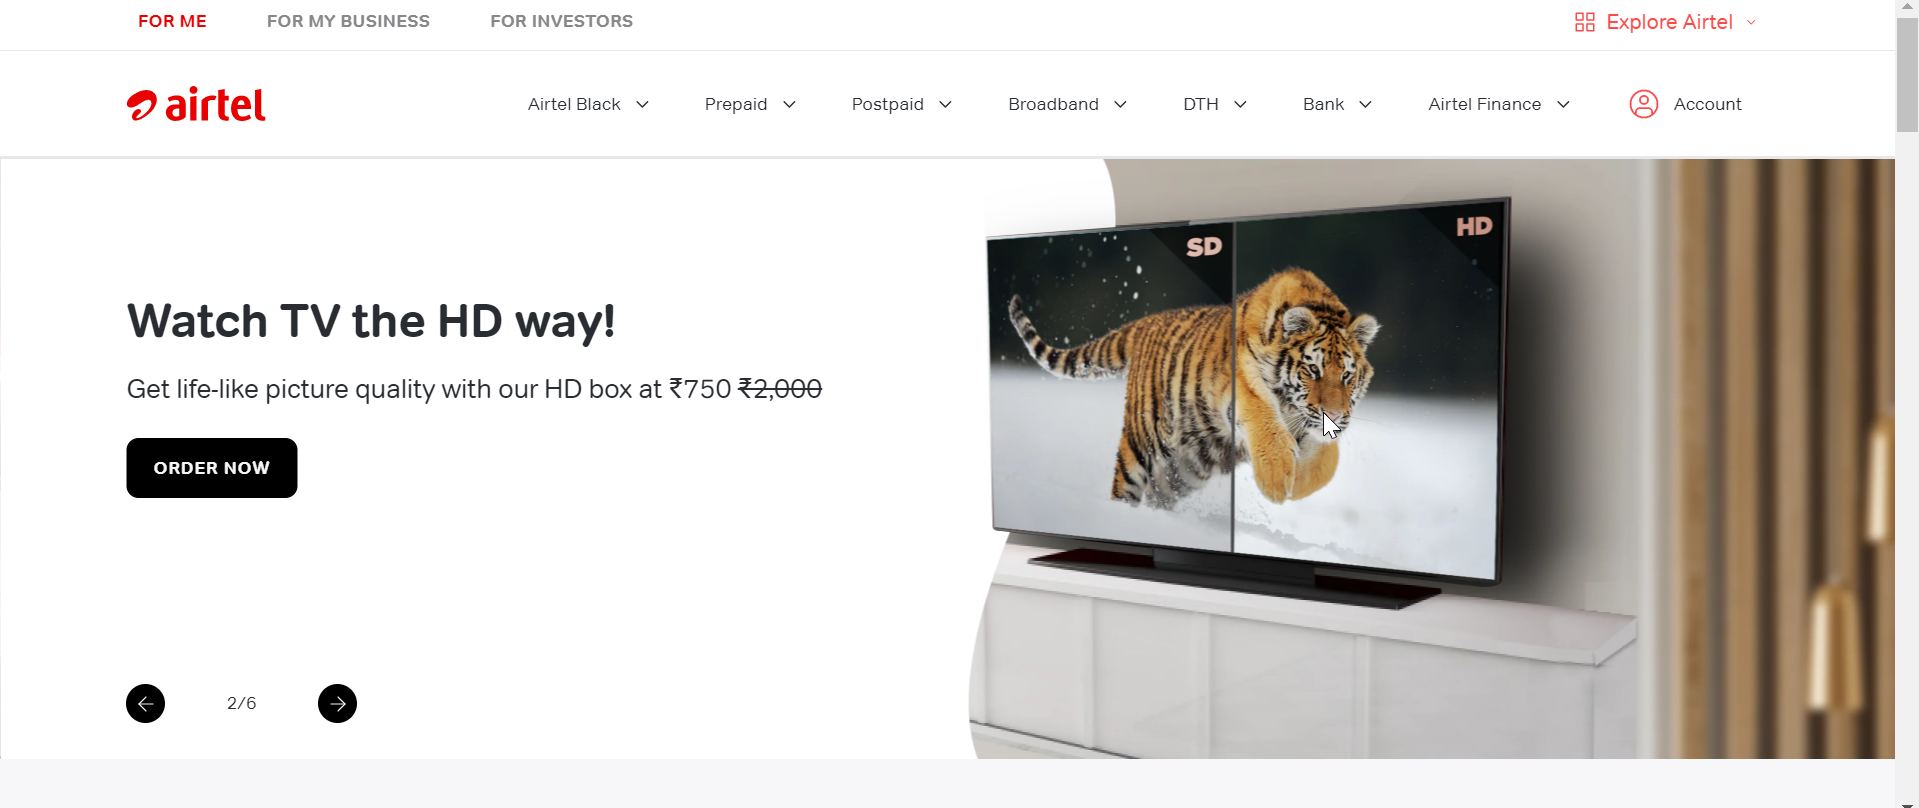 FOR ME FOR MY BUSINESS FOR INVESTORS Explore Airtel
airtel Airtel Black Prepaid Postpaid Broadband DTH Bank Airtel Finance Account
SD HD
Watch TV the HD way!
Get life-like picture quality with our HD box at ₹750 ₹2,000
ORDER NOW
2/6